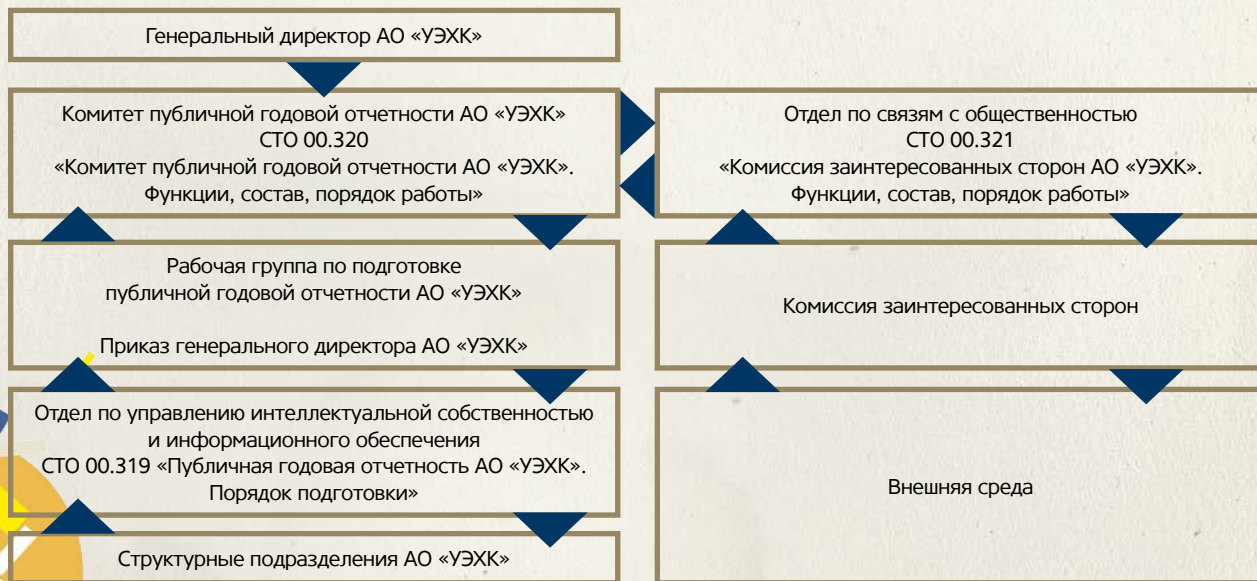 Генеральный директор АО «УЭХК»
Комитет публичной годовой отчетности АО «УЭХК»
СТО 00.320
«Комитет публичной годовой отчетности АО «УЭХК».
Функции, состав, порядок работы»
Отдел по связям с общественностью
СТО 00.321
«Комиссия заинтересованных сторон АО «УЭХК».
Функции, состав, порядок работы»
Рабочая группа по подготовке
публичной годовой отчетности АО «УЭХК»
Приказ генерального директора АО «УЭХК»
Комиссия заинтересованных сторон
Отдел по управлению интеллектуальной собственностью
и информационного обеспечения
СТО 00.319 «Публичная годовая отчетность АО «УЭХК».
Порядок подготовки»
Внешняя среда
Структурные подразделения АО «УЭХК»